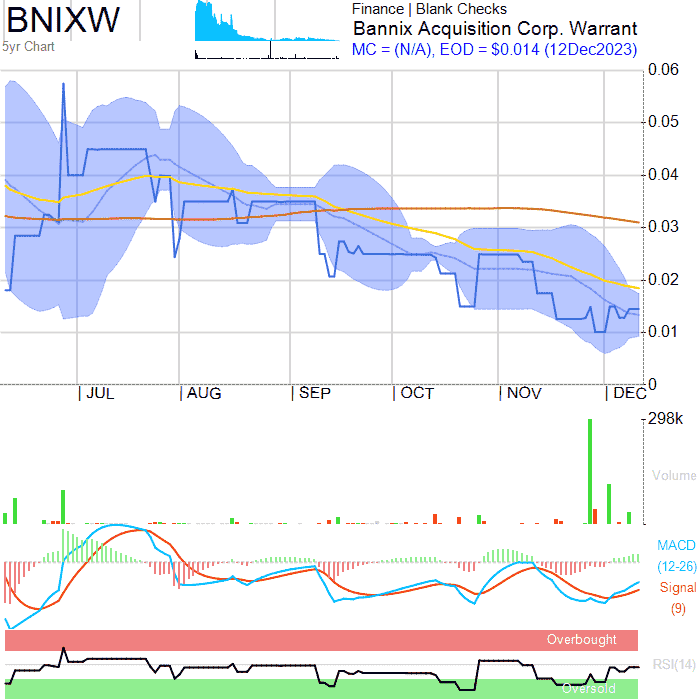 BNIXW
5yr Chart
Finance | Blank Checks
Bannix Acquisition Corp. Warrant
MC = (N/A), EOD = $0.014 (12Dec2023)
0.06
0.05
0.04
0.03
0.02
0.01
0
| JUL | AUG | SEP | OCT | NOV | DEC
298k
Volume
MACD
(12-26)
Signal
(9)
Overbought
RSI(14)
Oversold